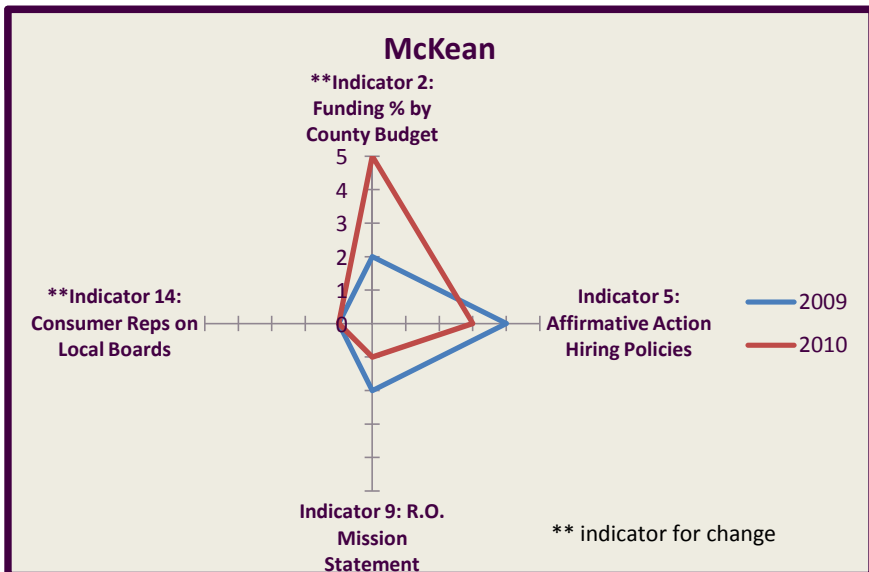 McKean
**Indicator 2:
Funding % by
County Budget
5
4
3
2
1
0
**Indicator 14:
Consumer Reps on
Local Boards
Indicator 5:
Affirmative Action
Hiring Policies
2009
2010
Indicator 9: R.O.
Mission
Statement
** indicator for change